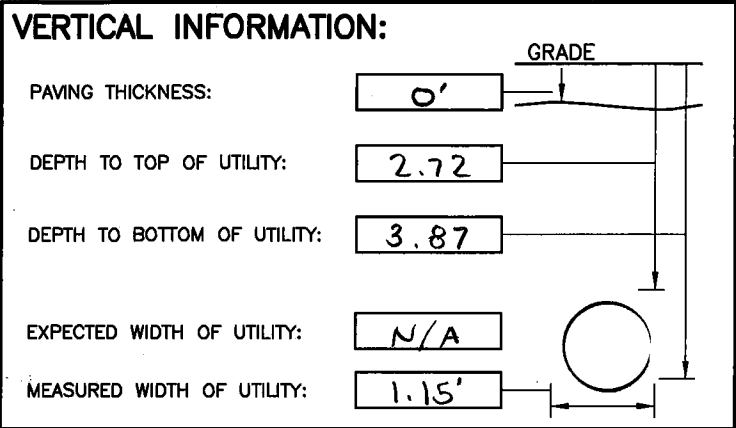 VERTICAL INFORMATION:
GRADE
PAVING THICKNESS: 0'
DEPTH TO TOP OF UTILITY: 2.72
DEPTH TO BOTTOM OF UTILITY: 3.87
EXPECTED WIDTH OF UTILITY: N/A
MEASURED WIDTH OF UTILITY: 1.15'